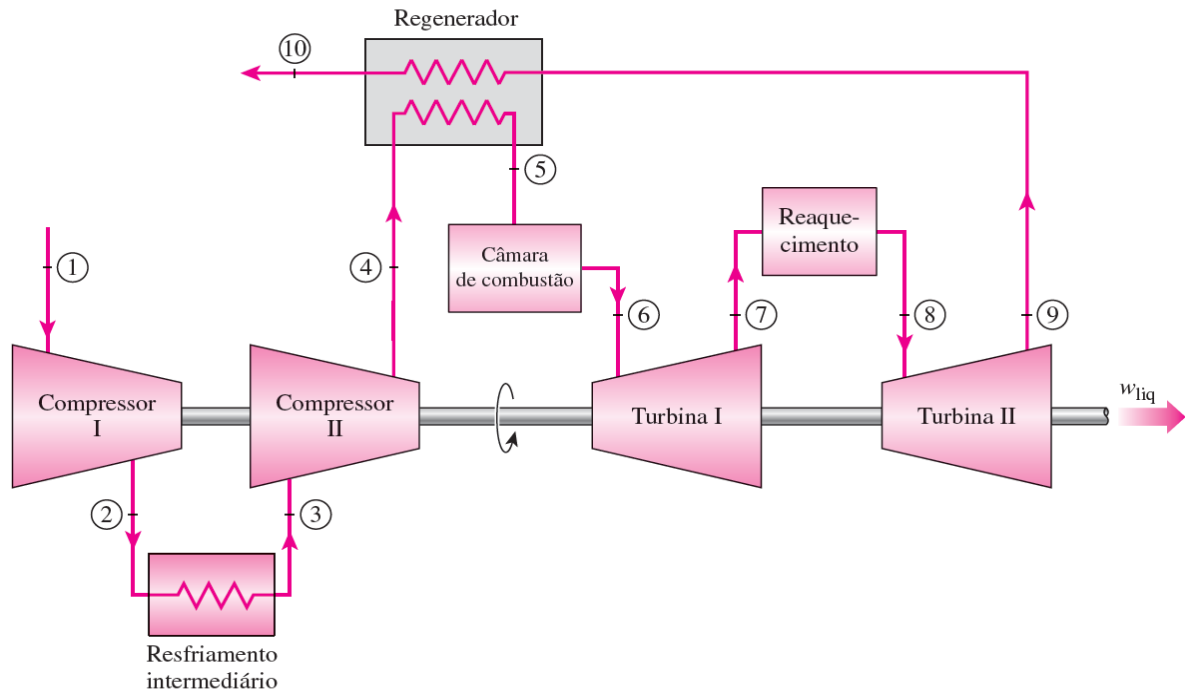 Regenerador
10
5
Reaque-
cimento
Câmara
de combustão
1
4
6
7
8
9
Compressor
I
Compressor
II
Turbina I
Turbina II
wliq
2
3
Resfriamento
intermediário